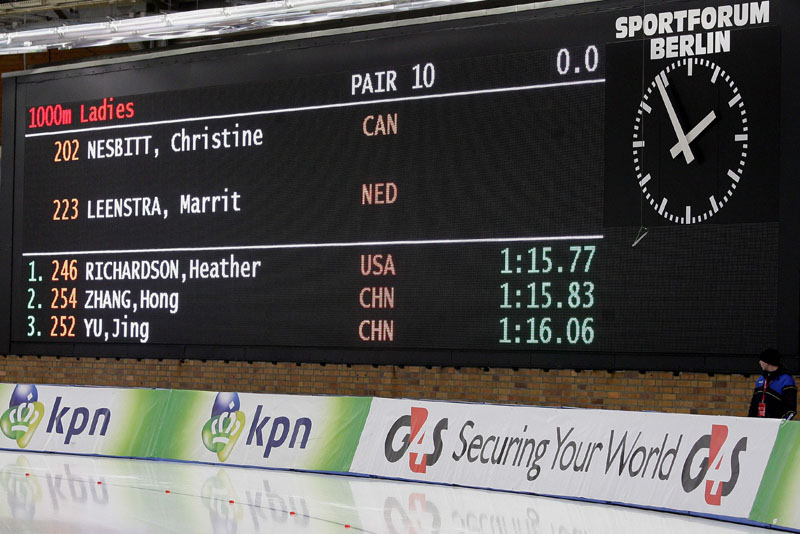 SPORTFORUM
BERLIN
PAIR 10 0.0
1000m Ladies
202 NESBITT, Christine CAN
223 LEENSTRA, Marrit NED
1. 246 RICHARDSON,Heather USA 1:15.77
2. 254 ZHANG,Hong CHN 1:15.83
3. 252 YU,Jing CHN 1:16.06
kpn kpn G4S Securing Your World G4S